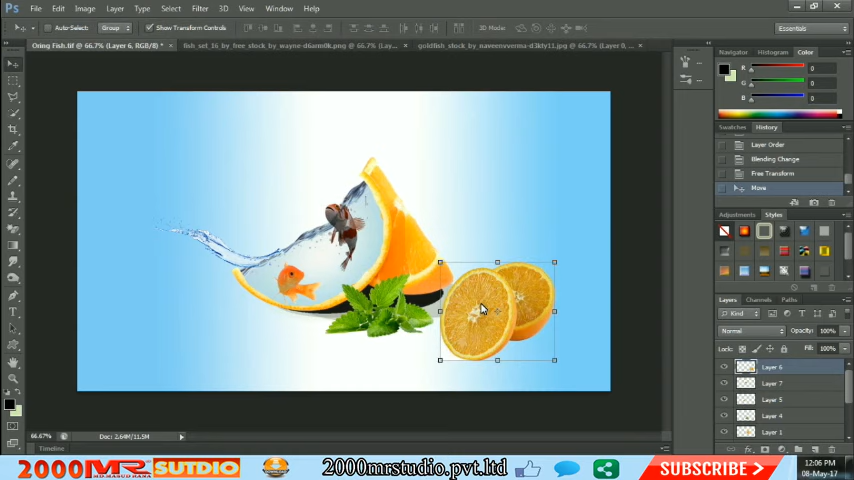 Ps File Edit Image Layer Type Select Filter 3D View Window Help
Auto-Select: Group Show Transform Controls 3D Mode: Essentials
Oring Fish.tif @ 66.7% (Layer 6, RGB/8) * × fish_set_16_by_free_stock_by_wayne-d6arm0k.png @ 66.7% (Lay... × goldfish_stock_by_naveenvverma-d3kly11.jpg @ 66.7% (Layer 0, ... ×
Navigator Histogram Color
R 0
G 0
B 0
Swatches History
Layer Order
Blending Change
Free Transform
Move
Adjustments Styles
Layers Channels Paths
Kind
Normal Opacity: 100%
Lock: Fill: 100%
Layer 6
Layer 7
Layer 5
Layer 4
Layer 1
66.67% Doc: 2.64M/11.5M
Timeline
2000 MR SUTDIO 2000mrstudio.pvt.ltd SUBSCRIBE >
12:06 PM
08-May-17